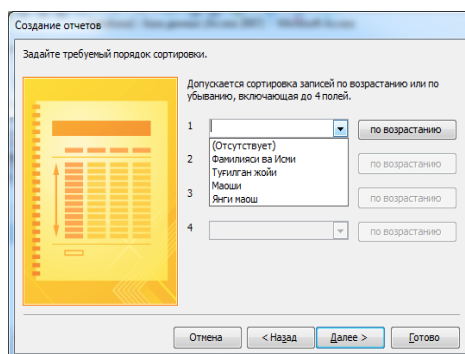 Создание отчетов
Задайте требуемый порядок сортировки.
Допускается сортировка записей по возрастанию или по
убыванию, включающая до 4 полей.
1 по возрастанию
(Отсутствует)
2 Фамилияси ва Исми по возрастанию
Туғилган жойи
Маоши
3 Янги маош по возрастанию
4 по возрастанию
Отмена < Назад Далее > Готово